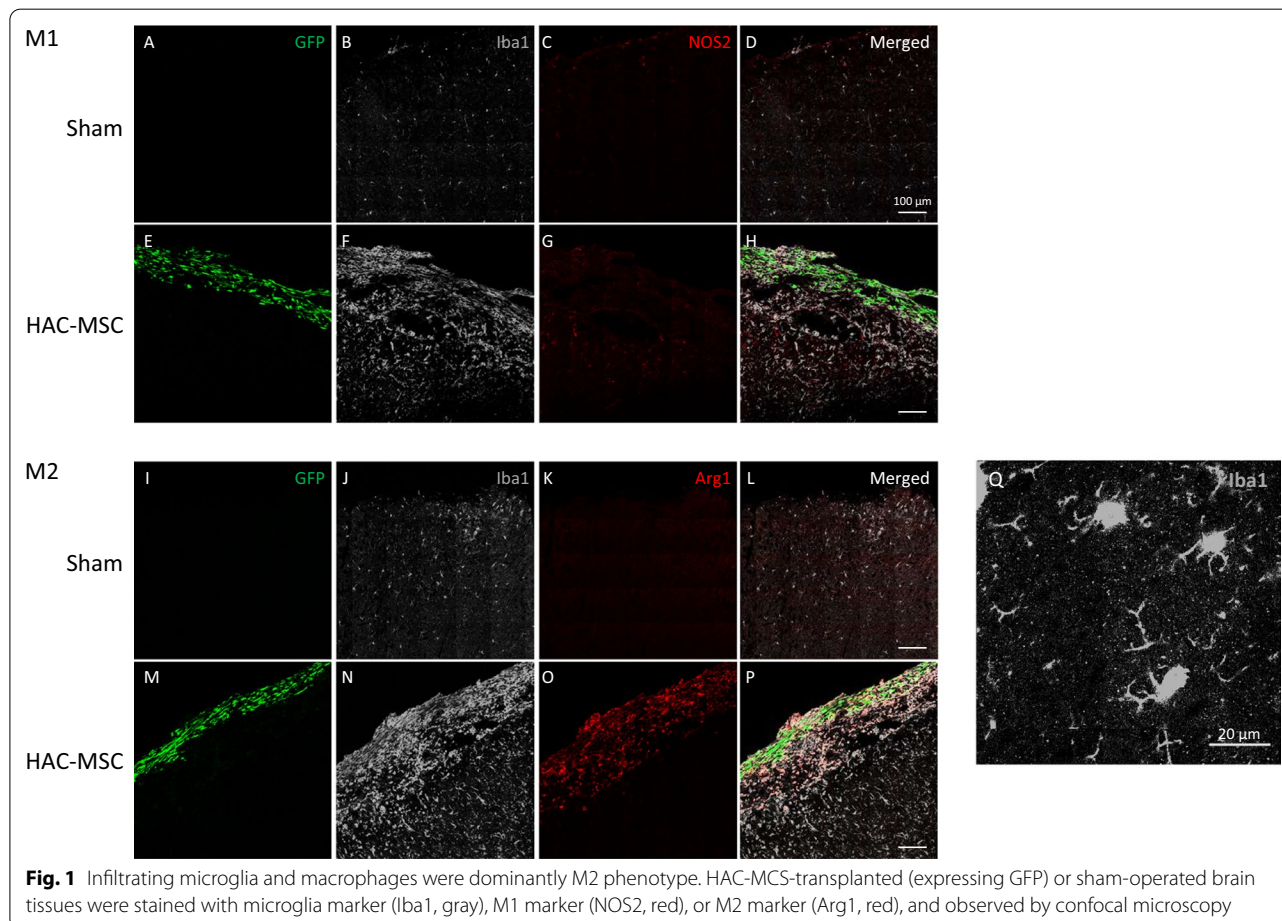 M1
A GFP B Iba1 C NOS2 D Merged
Sham
100 µm
E F G H
HAC-MSC
M2
I GFP J Iba1 K Arg1 L Merged
Q Iba1
Sham
M N O P
HAC-MSC
20 µm
Fig. 1 Infiltrating microglia and macrophages were dominantly M2 phenotype. HAC-MCS-transplanted (expressing GFP) or sham-operated brain
tissues were stained with microglia marker (Iba1, gray), M1 marker (NOS2, red), or M2 marker (Arg1, red), and observed by confocal microscopy